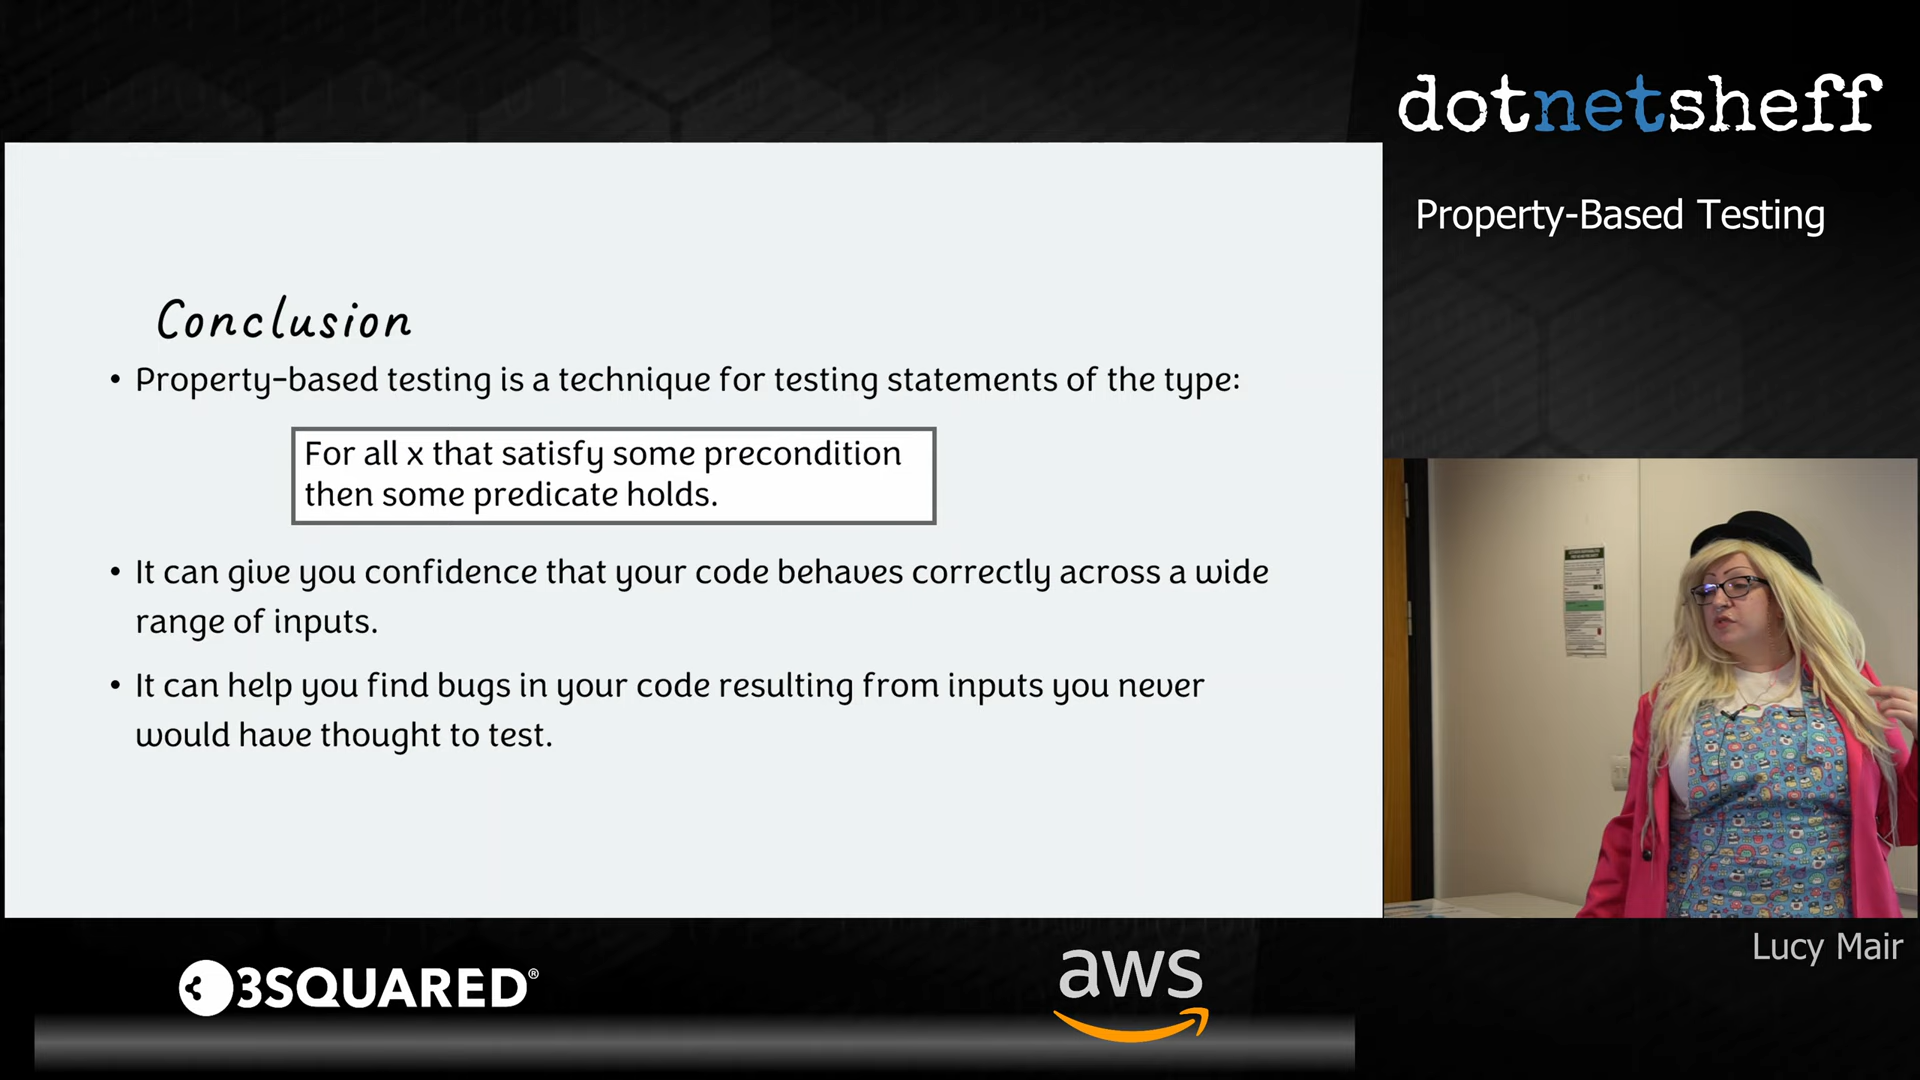 dotnetsheff
Property-Based Testing
Conclusion
• Property-based testing is a technique for testing statements of the type:
For all x that satisfy some precondition
then some predicate holds.
• It can give you confidence that your code behaves correctly across a wide
range of inputs.
• It can help you find bugs in your code resulting from inputs you never
would have thought to test.
Lucy Mair
3SQUARED®
aws